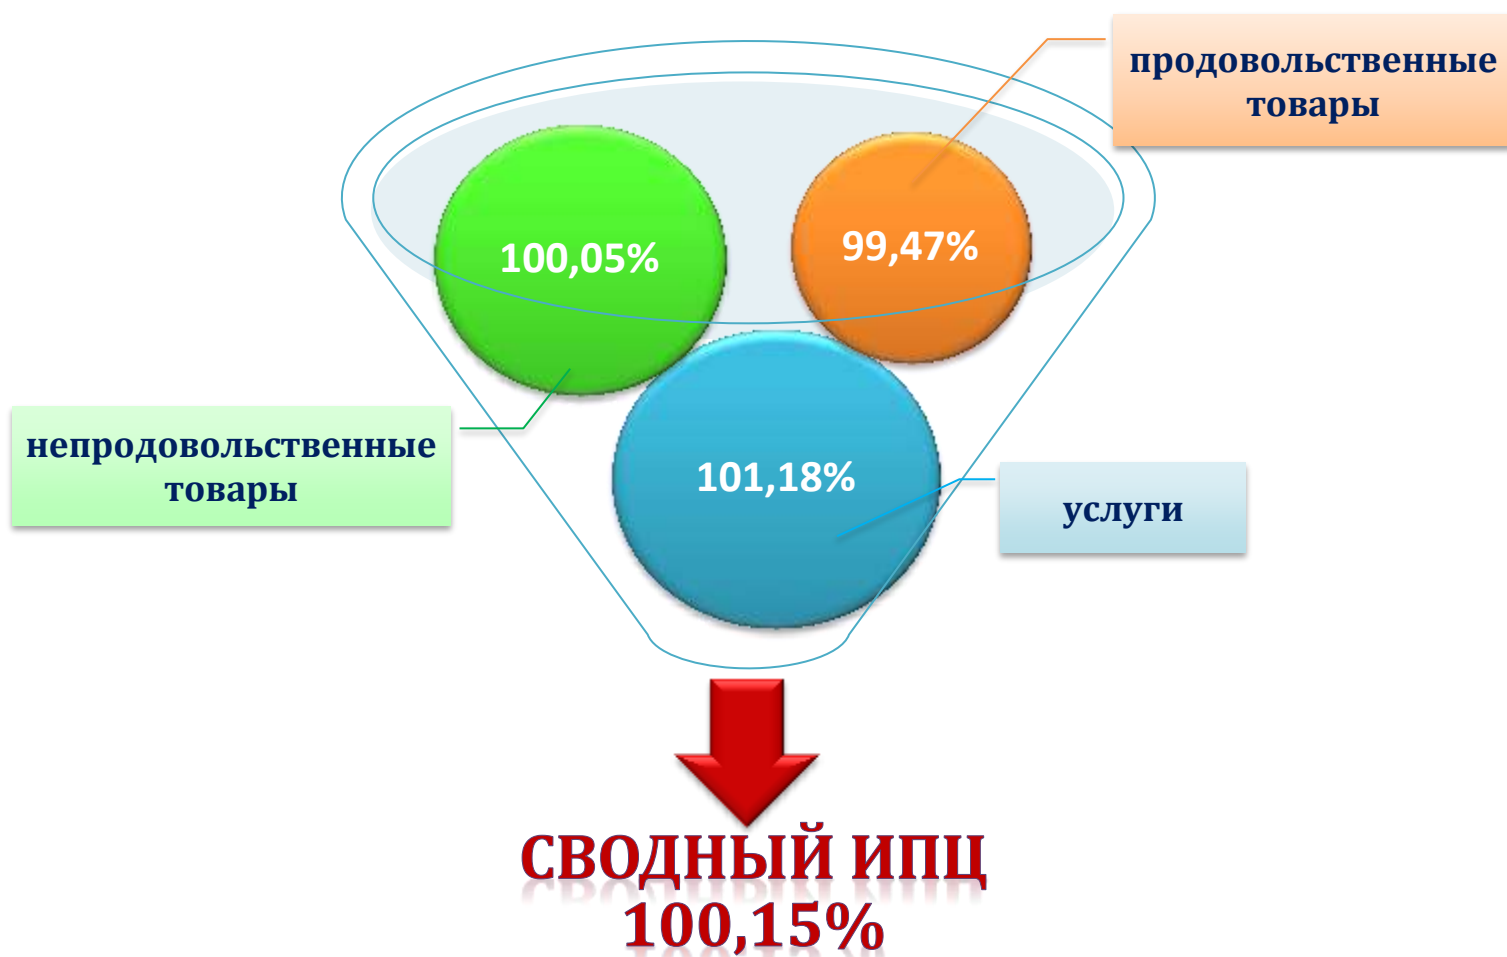 продовольственные
товары
100,05%
99,47%
непродовольственные
товары
101,18%
услуги
СВОДНЫЙ ИПЦ
100,15%